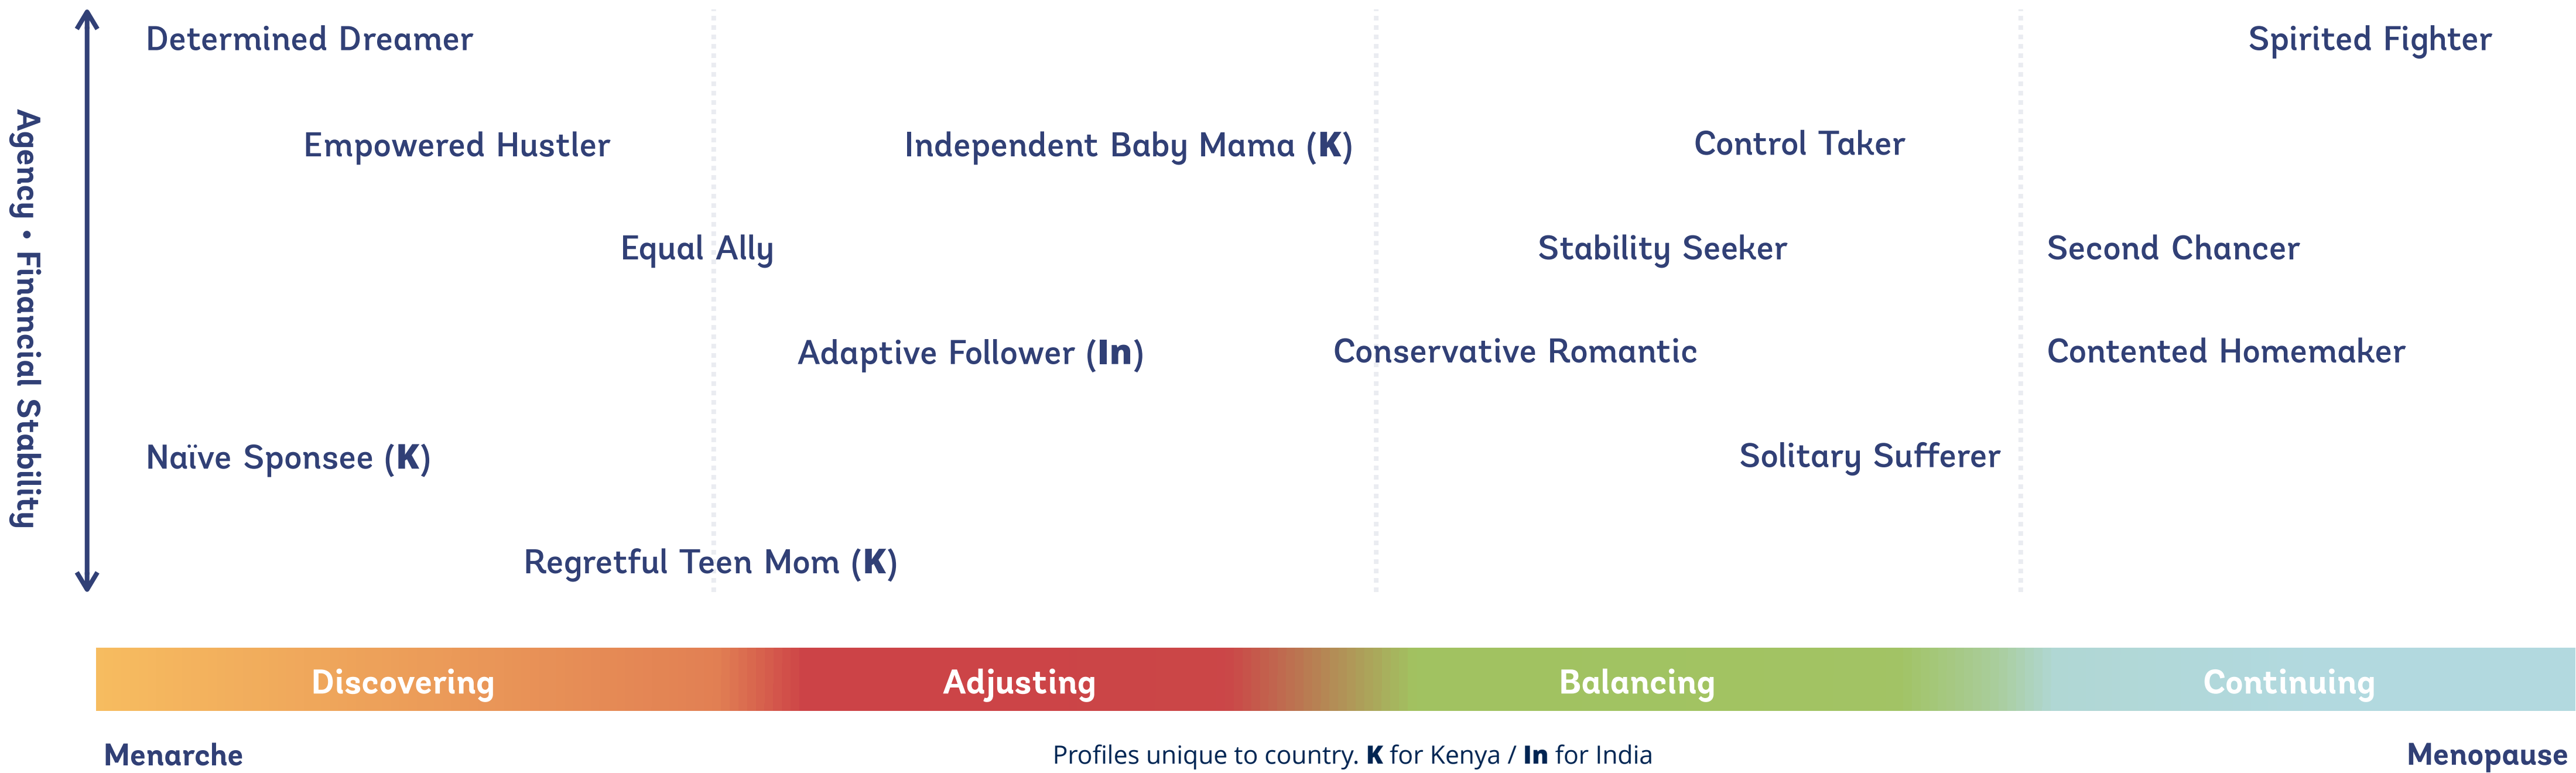 Determined Dreamer
Spirited Fighter
Empowered Hustler
Independent Baby Mama (K)
Control Taker
Equal Ally
Stability Seeker
Second Chancer
Adaptive Follower (In)
Conservative Romantic
Contented Homemaker
Naïve Sponsee (K)
Solitary Sufferer
Regretful Teen Mom (K)
Agency • Financial Stability
Discovering
Adjusting
Balancing
Continuing
Menarche
Profiles unique to country. K for Kenya / In for India
Menopause